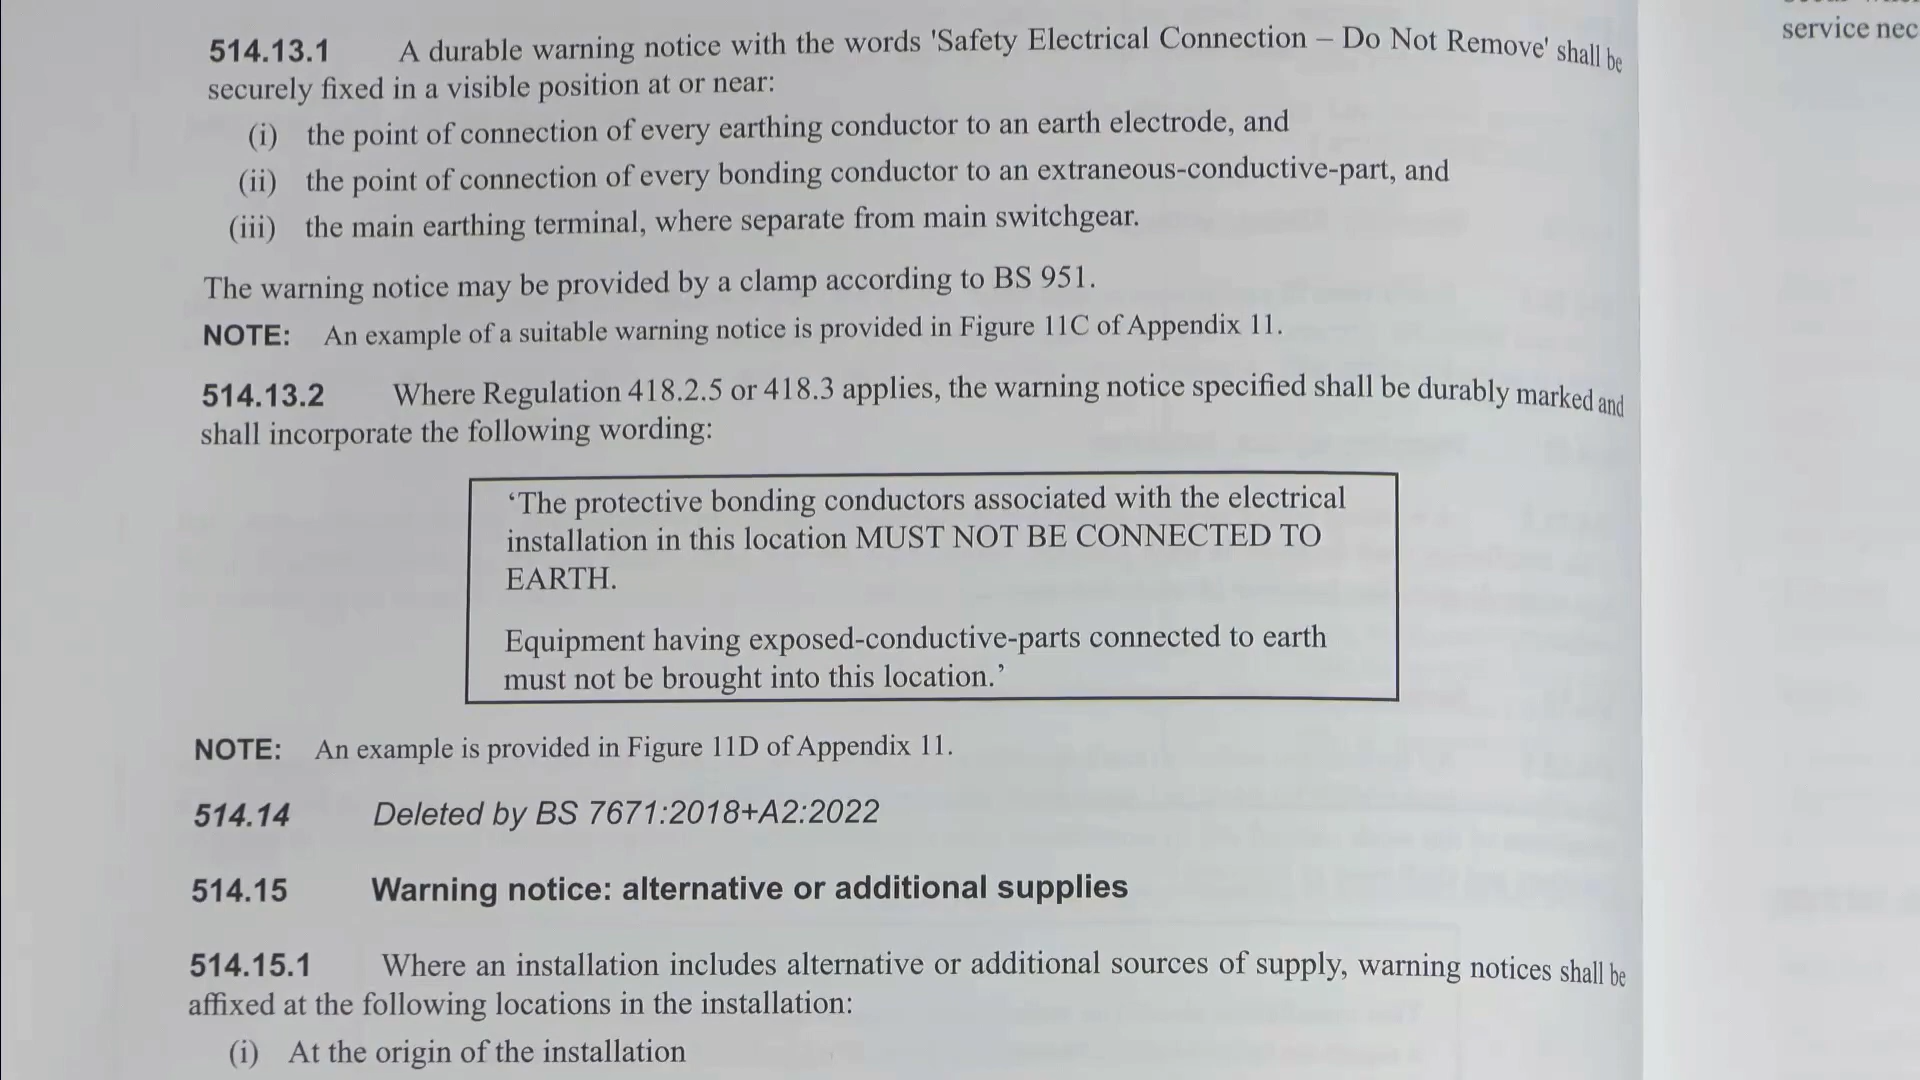 514.13.1 A durable warning notice with the words 'Safety Electrical Connection – Do Not Remove' shall be
securely fixed in a visible position at or near:
(i) the point of connection of every earthing conductor to an earth electrode, and
(ii) the point of connection of every bonding conductor to an extraneous-conductive-part, and
(iii) the main earthing terminal, where separate from main switchgear.
The warning notice may be provided by a clamp according to BS 951.
NOTE: An example of a suitable warning notice is provided in Figure 11C of Appendix 11.
514.13.2 Where Regulation 418.2.5 or 418.3 applies, the warning notice specified shall be durably marked and
shall incorporate the following wording:
‘The protective bonding conductors associated with the electrical
installation in this location MUST NOT BE CONNECTED TO
EARTH.
Equipment having exposed-conductive-parts connected to earth
must not be brought into this location.’
NOTE: An example is provided in Figure 11D of Appendix 11.
514.14 Deleted by BS 7671:2018+A2:2022
514.15 Warning notice: alternative or additional supplies
514.15.1 Where an installation includes alternative or additional sources of supply, warning notices shall be
affixed at the following locations in the installation:
(i) At the origin of the installation
service nec